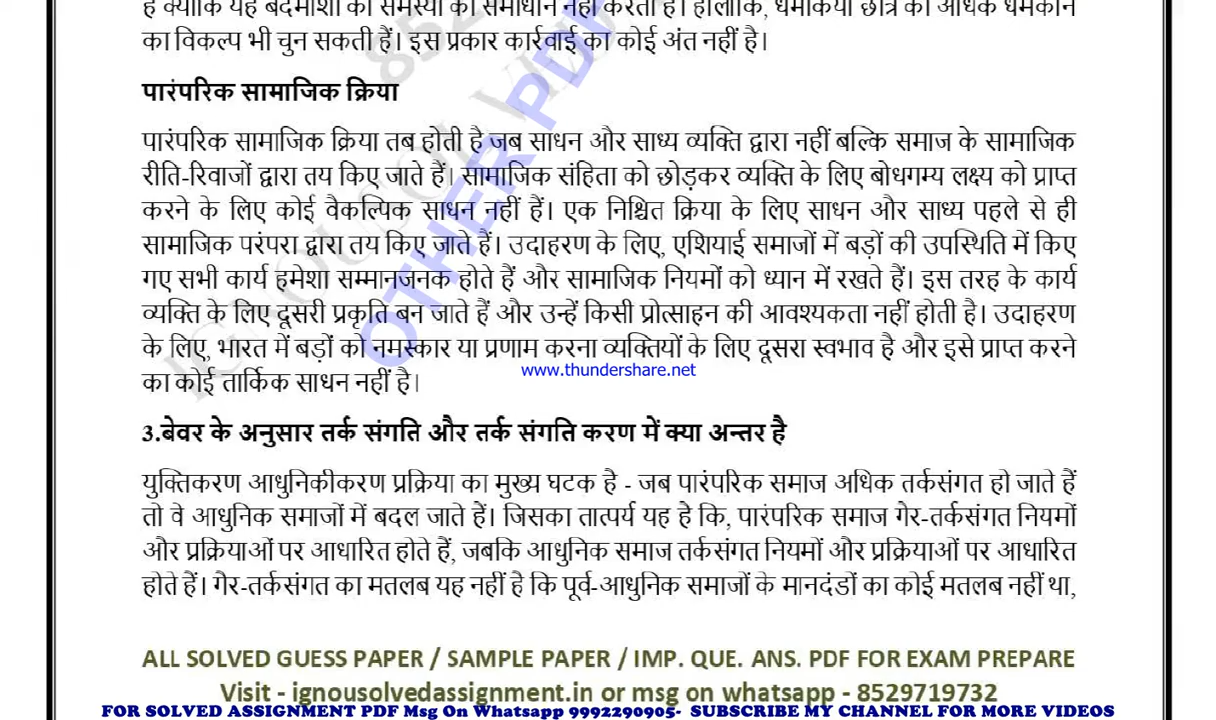 है क्योंकि यह बदमाशी की समस्या का समाधान नहीं करता है। हालाँकि, धमकियाँ छात्र को अधिक धमकाने
का विकल्प भी चुन सकती हैं। इस प्रकार कार्रवाई का कोई अंत नहीं है।
पारंपरिक सामाजिक क्रिया
पारंपरिक सामाजिक क्रिया तब होती है जब साधन और साध्य व्यक्ति द्वारा नहीं बल्कि समाज के सामाजिक
रीति-रिवाजों द्वारा तय किए जाते हैं। सामाजिक संहिता को छोड़कर व्यक्ति के लिए बोधगम्य लक्ष्य को प्राप्त
करने के लिए कोई वैकल्पिक साधन नहीं हैं। एक निश्चित क्रिया के लिए साधन और साध्य पहले से ही
सामाजिक परंपरा द्वारा तय किए जाते हैं। उदाहरण के लिए, एशियाई समाजों में बड़ों की उपस्थिति में किए
गए सभी कार्य हमेशा सम्मानजनक होते हैं और सामाजिक नियमों को ध्यान में रखते हैं। इस तरह के कार्य
व्यक्ति के लिए दूसरी प्रकृति बन जाते हैं और उन्हें किसी प्रोत्साहन की आवश्यकता नहीं होती है। उदाहरण
के लिए, भारत में बड़ों को नमस्कार या प्रणाम करना व्यक्तियों के लिए दूसरा स्वभाव है और इसे प्राप्त करने
www.thundershare.net
का कोई तार्किक साधन नहीं है।
3.बेवर के अनुसार तर्क संगति और तर्क संगति करण में क्या अन्तर है
युक्तिकरण आधुनिकीकरण प्रक्रिया का मुख्य घटक है - जब पारंपरिक समाज अधिक तर्कसंगत हो जाते हैं
तो वे आधुनिक समाजों में बदल जाते हैं। जिसका तात्पर्य यह है कि, पारंपरिक समाज गैर-तर्कसंगत नियमों
और प्रक्रियाओं पर आधारित होते हैं, जबकि आधुनिक समाज तर्कसंगत नियमों और प्रक्रियाओं पर आधारित
होते हैं। गैर-तर्कसंगत का मतलब यह नहीं है कि पूर्व-आधुनिक समाजों के मानदंडों का कोई मतलब नहीं था,
ALL SOLVED GUESS PAPER / SAMPLE PAPER / IMP. QUE. ANS. PDF FOR EXAM PREPARE
Visit - ignousolvedassignment.in or msg on whatsapp - 8529719732
FOR SOLVED ASSIGNMENT PDF Msg On Whatsapp 9992290905- SUBSCRIBE MY CHANNEL FOR MORE VIDEOS
OTHER PDF